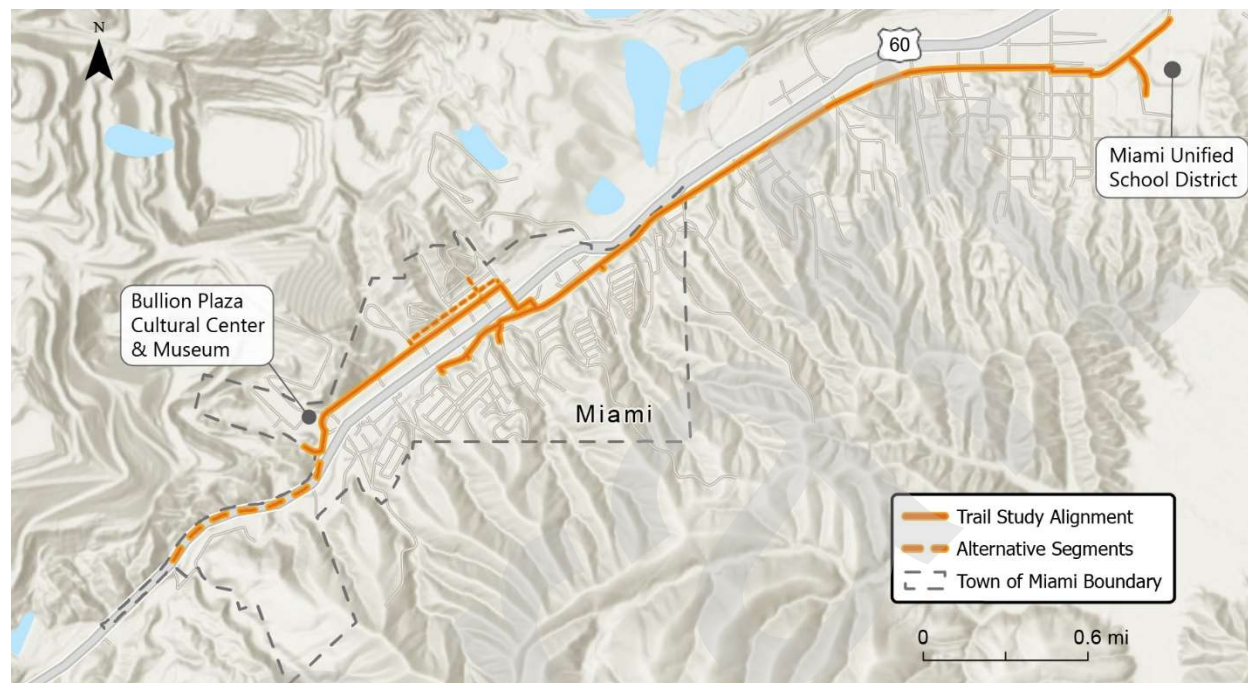 N
60
Miami Unified
School District
Bullion Plaza
Cultural Center
& Museum
Miami
Trail Study Alignment
Alternative Segments
Town of Miami Boundary
0 0.6 mi